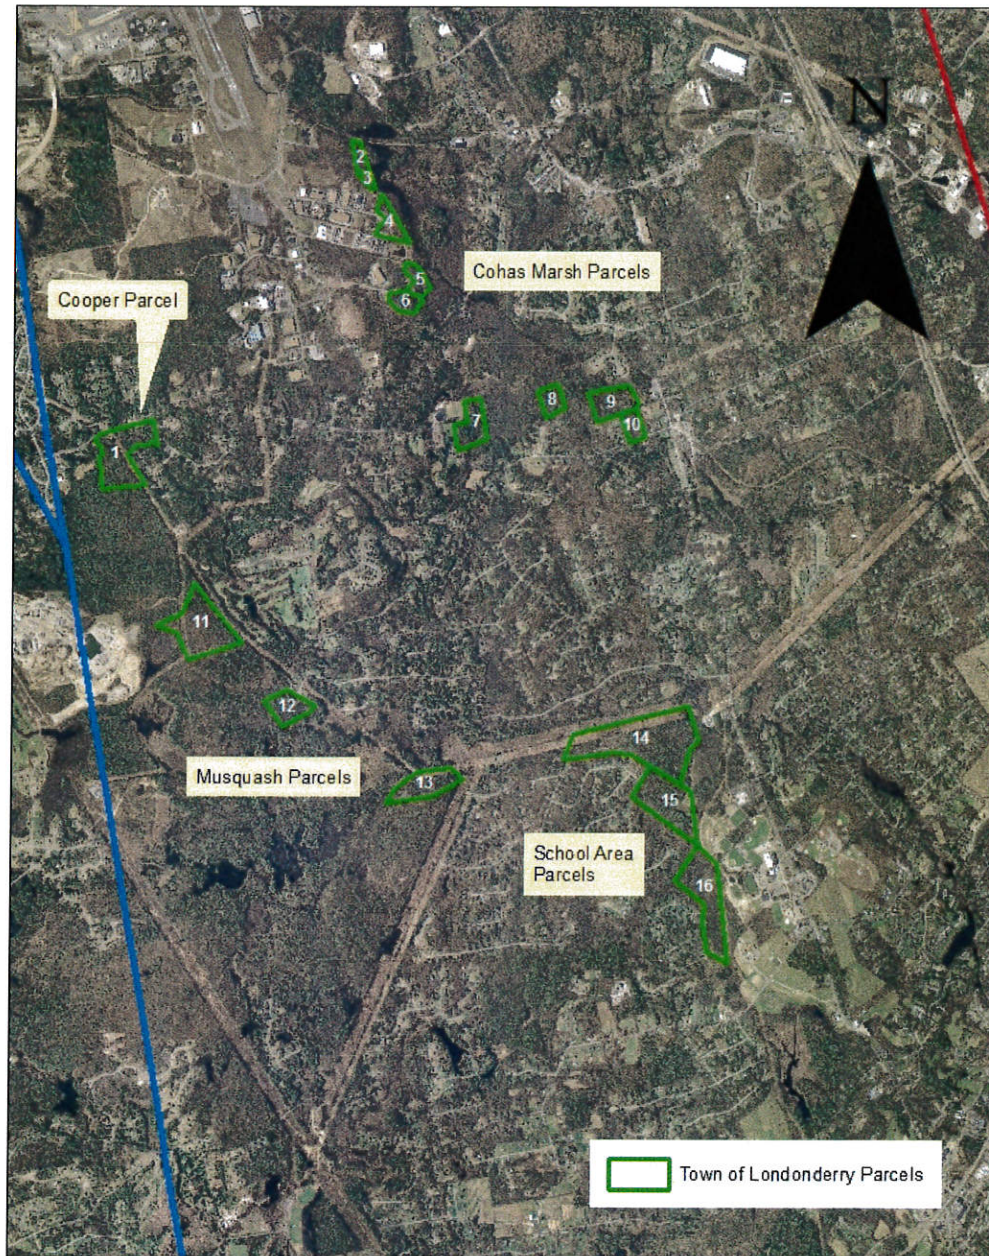 N
2
3
4
Cohas Marsh Parcels
5
6
Cooper Parcel
8
9
7
10
1
11
12
14
Musquash Parcels
13
15
School Area
Parcels
16
Town of Londonderry Parcels